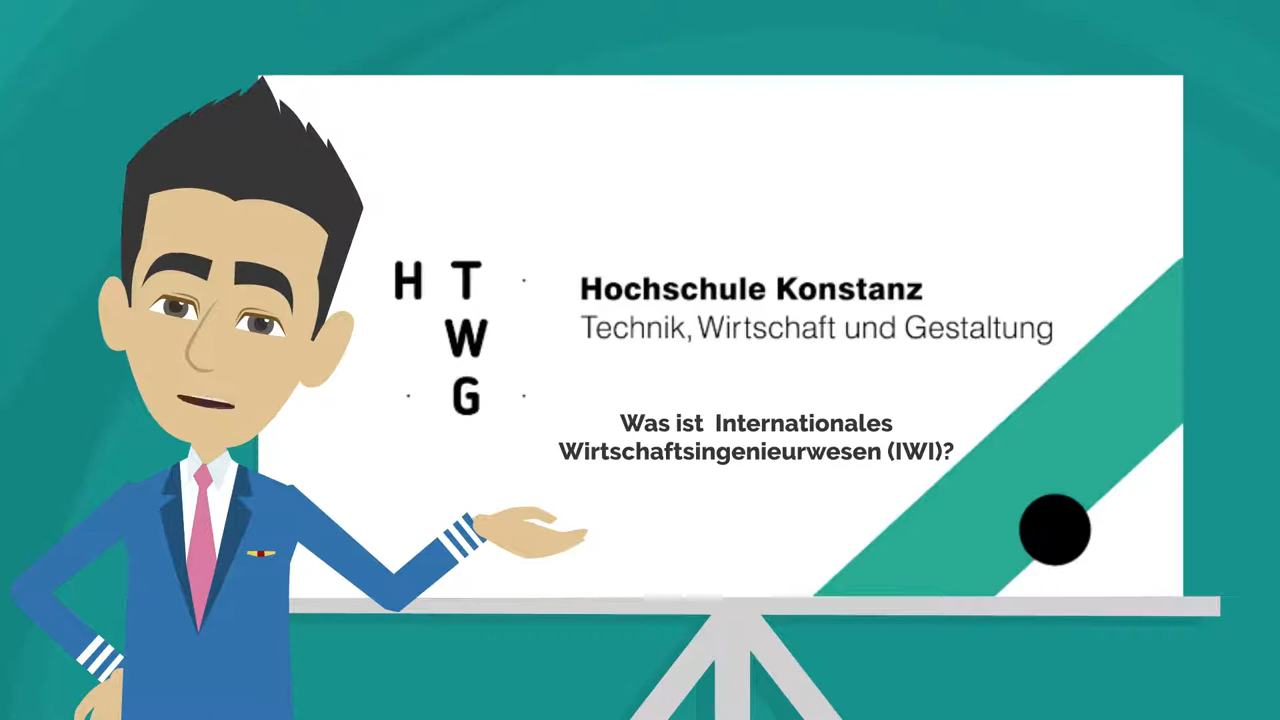 H T
W
G
Hochschule Konstanz
Technik, Wirtschaft und Gestaltung
Was ist Internationales
Wirtschaftsingenieurwesen (IWI)?